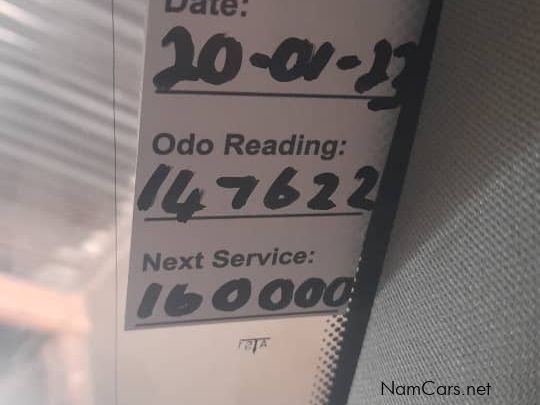 Date:
20-01-23
Odo Reading:
147622
Next Service:
160000
NamCars.net